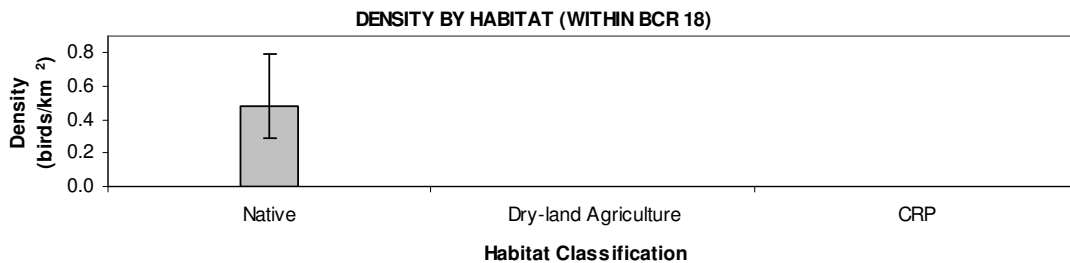 DENSITY BY HABITAT (WITHIN BCR 18)
Density
(birds/km ²)
0.8
0.6
0.4
0.2
0.0
Native Dry-land Agriculture CRP
Habitat Classification